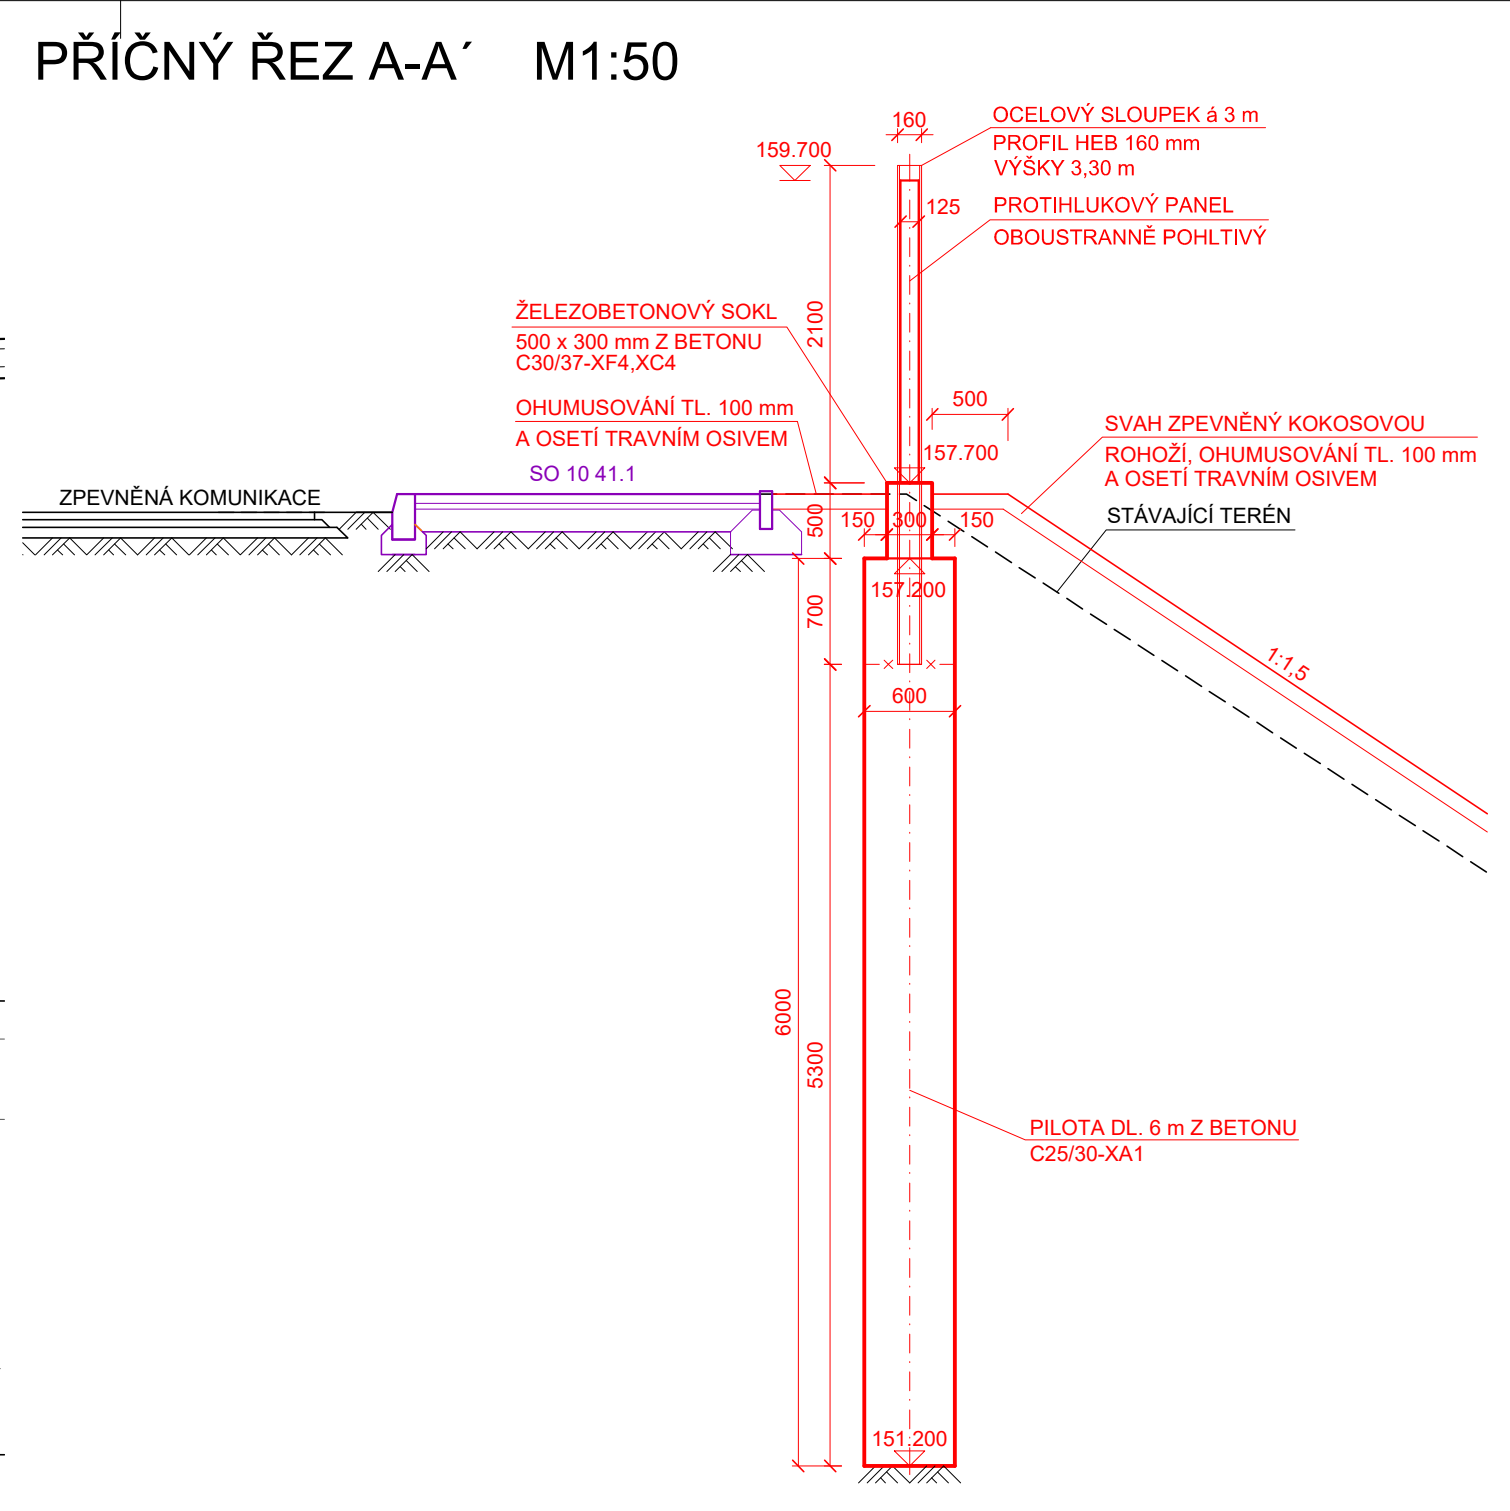 PŘÍČNÝ ŘEZ A-A´ M1:50
160
OCELOVÝ SLOUPEK á 3 m
PROFIL HEB 160 mm
VÝŠKY 3,30 m
159.700
125
PROTIHLUKOVÝ PANEL
OBOUSTRANNĚ POHLTIVÝ
2100
ŽELEZOBETONOVÝ SOKL
500 x 300 mm Z BETONU
C30/37-XF4,XC4
OHUMUSOVÁNÍ TL. 100 mm
A OSETÍ TRAVNÍM OSIVEM
500
SVAH ZPEVNĚNÝ KOKOSOVOU
ROHOŽÍ, OHUMUSOVÁNÍ TL. 100 mm
A OSETÍ TRAVNÍM OSIVEM
157.700
SO 10 41.1
ZPEVNĚNÁ KOMUNIKACE
STÁVAJÍCÍ TERÉN
500
150 300 150
157.200
700
1:1,5
600
6000
5300
PILOTA DL. 6 m Z BETONU
C25/30-XA1
151.200